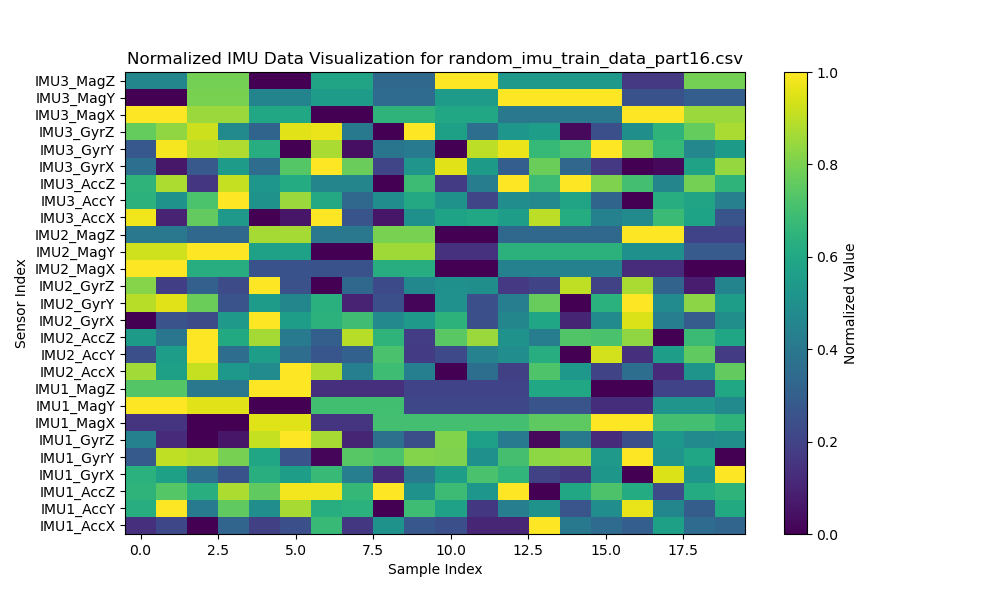 Normalized IMU Data Visualization for random_imu_train_data_part16.csv
IMU3_MagZ
IMU3_MagY
IMU3_MagX
IMU3_GyrZ
IMU3_GyrY
IMU3_GyrX
IMU3_AccZ
IMU3_AccY
IMU3_AccX
IMU2_MagZ
IMU2_MagY
IMU2_MagX
IMU2_GyrZ
IMU2_GyrY
IMU2_GyrX
IMU2_AccZ
IMU2_AccY
IMU2_AccX
IMU1_MagZ
IMU1_MagY
IMU1_MagX
IMU1_GyrZ
IMU1_GyrY
IMU1_GyrX
IMU1_AccZ
IMU1_AccY
IMU1_AccX
Sensor Index
0.0 2.5 5.0 7.5 10.0 12.5 15.0 17.5
Sample Index
1.0
0.8
0.6
0.4
0.2
0.0
Normalized Value